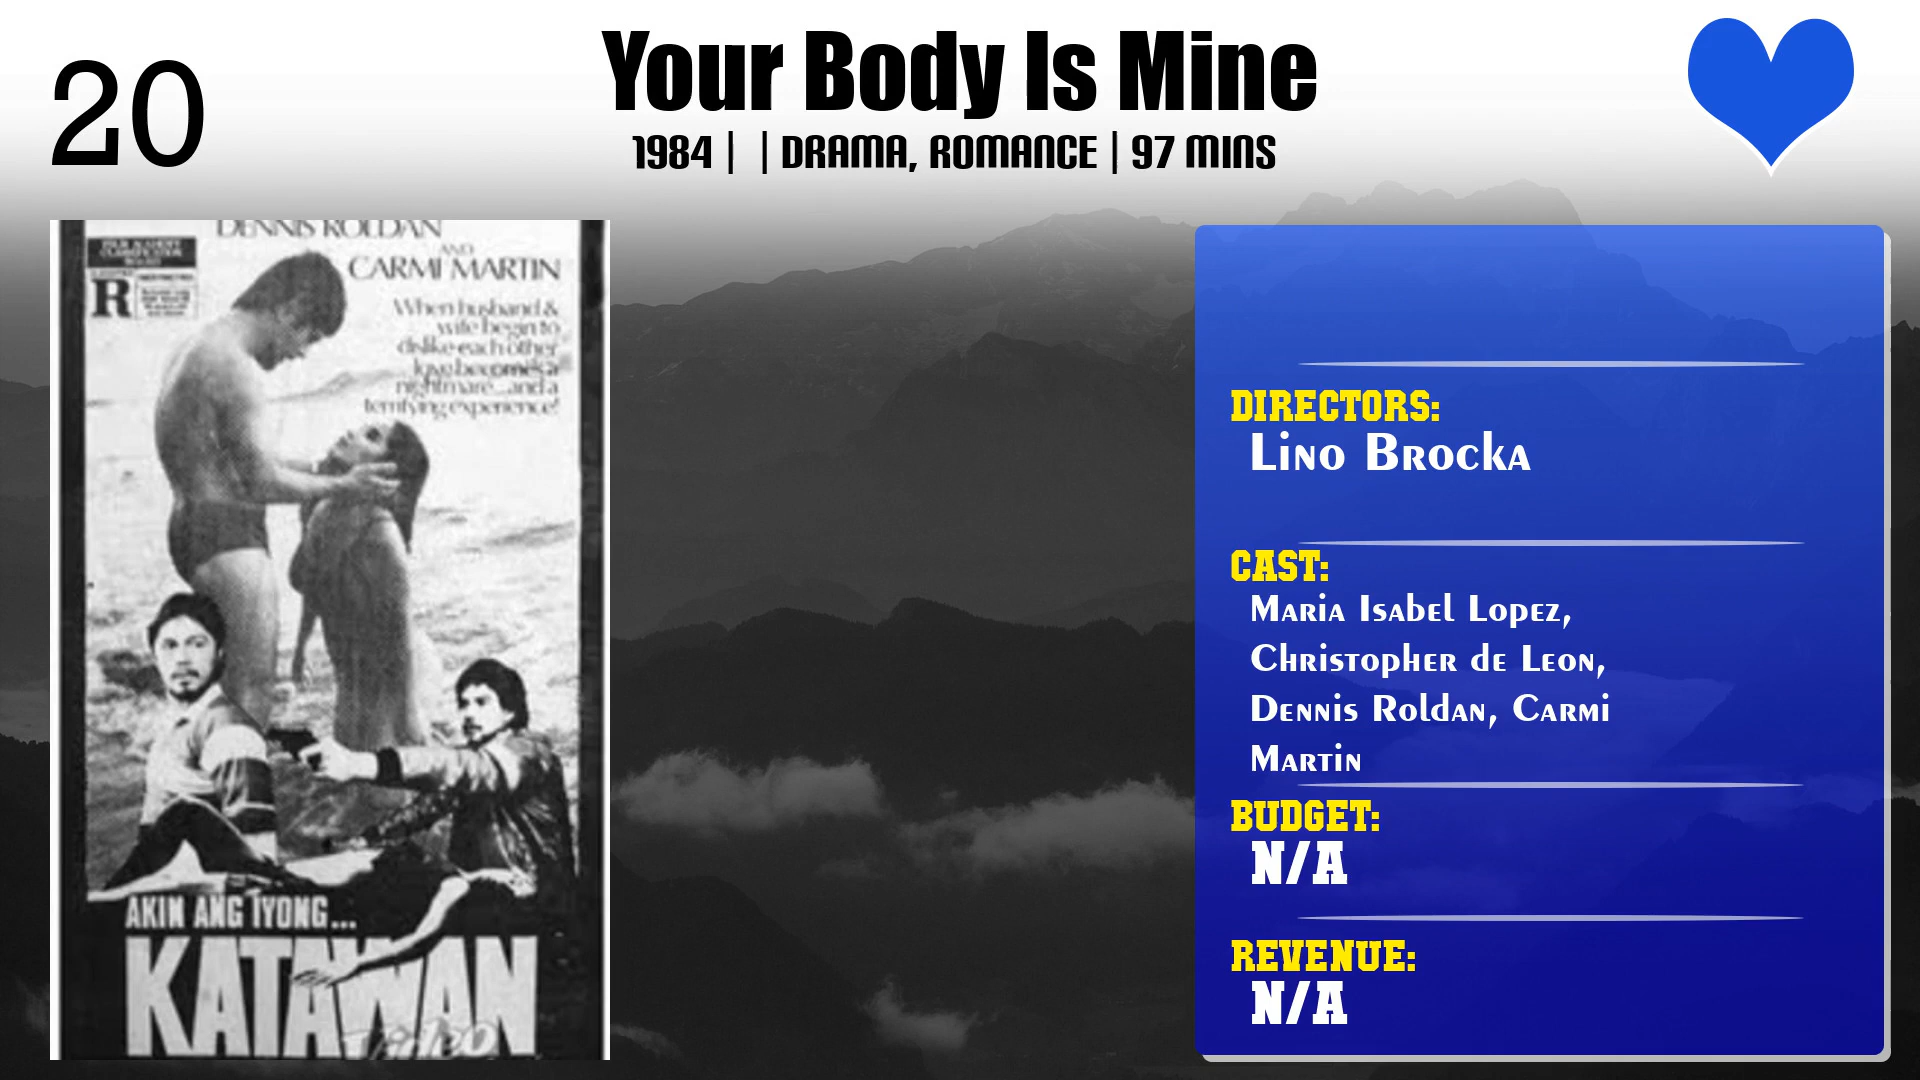 20
Your Body Is Mine
1984 | | DRAMA, ROMANCE | 97 MINS
DENNIS ROLDAN
AND
CARMI MARTIN
R
When husband &
wife begin to
dislike each other
love becomes a
nightmare...and a
terrifying experience!
AKIN ANG IYONG...
KATAWAN
Video
DIRECTORS:
Lino Brocka
CAST:
Maria Isabel Lopez,
Christopher de Leon,
Dennis Roldan, Carmi
Martin
BUDGET:
N/A
REVENUE:
N/A